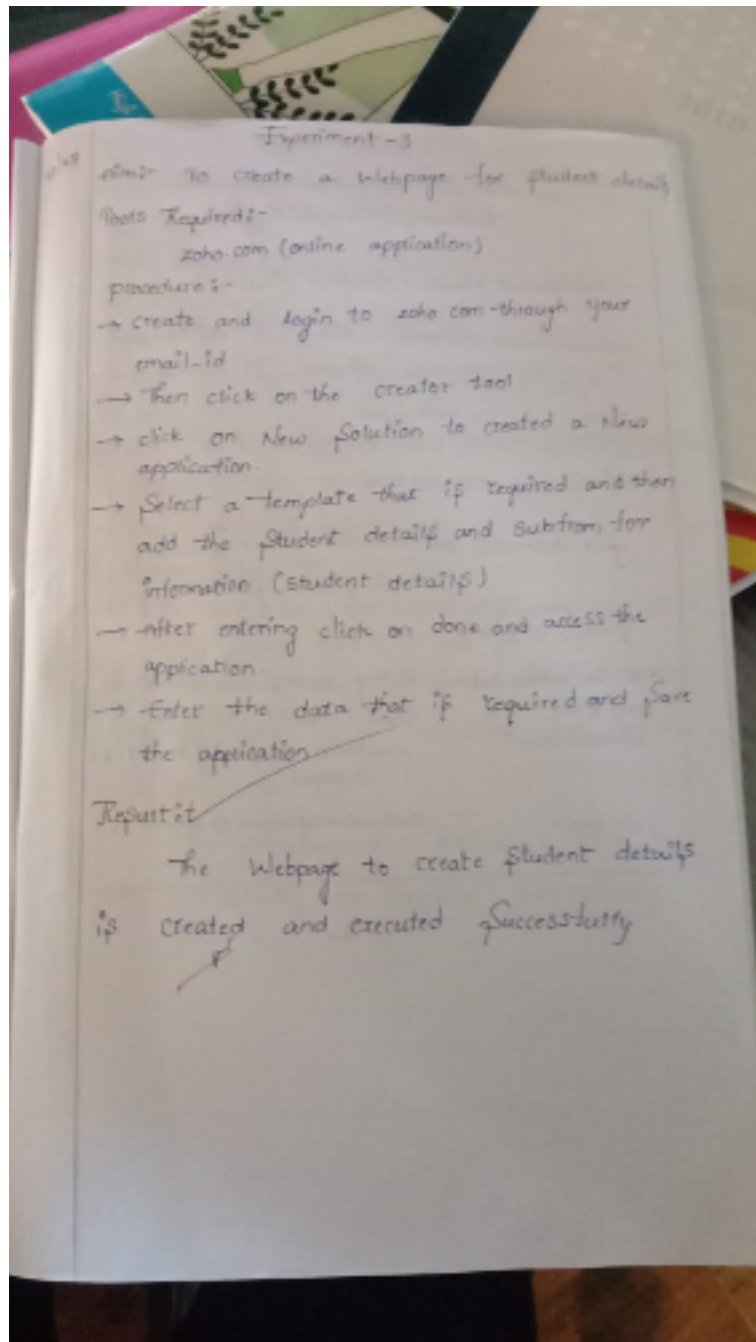 Experiment - 3
Aim:- To create a Webpage for Student details
Tools Required:-
zoho.com (online application)
procedure:-
→ create and login to zoho com through your
email-id
→ Then click on the creator tool
→ click on New Solution to created a New
application.
→ Select a template that is required and then
add the Student details and Subfrom for
information. (student details)
→ After entering click on done and access the
application.
→ Enter the data that is required and Save
the application
Result:
The Webpage to create Student details
is created and executed Successfully